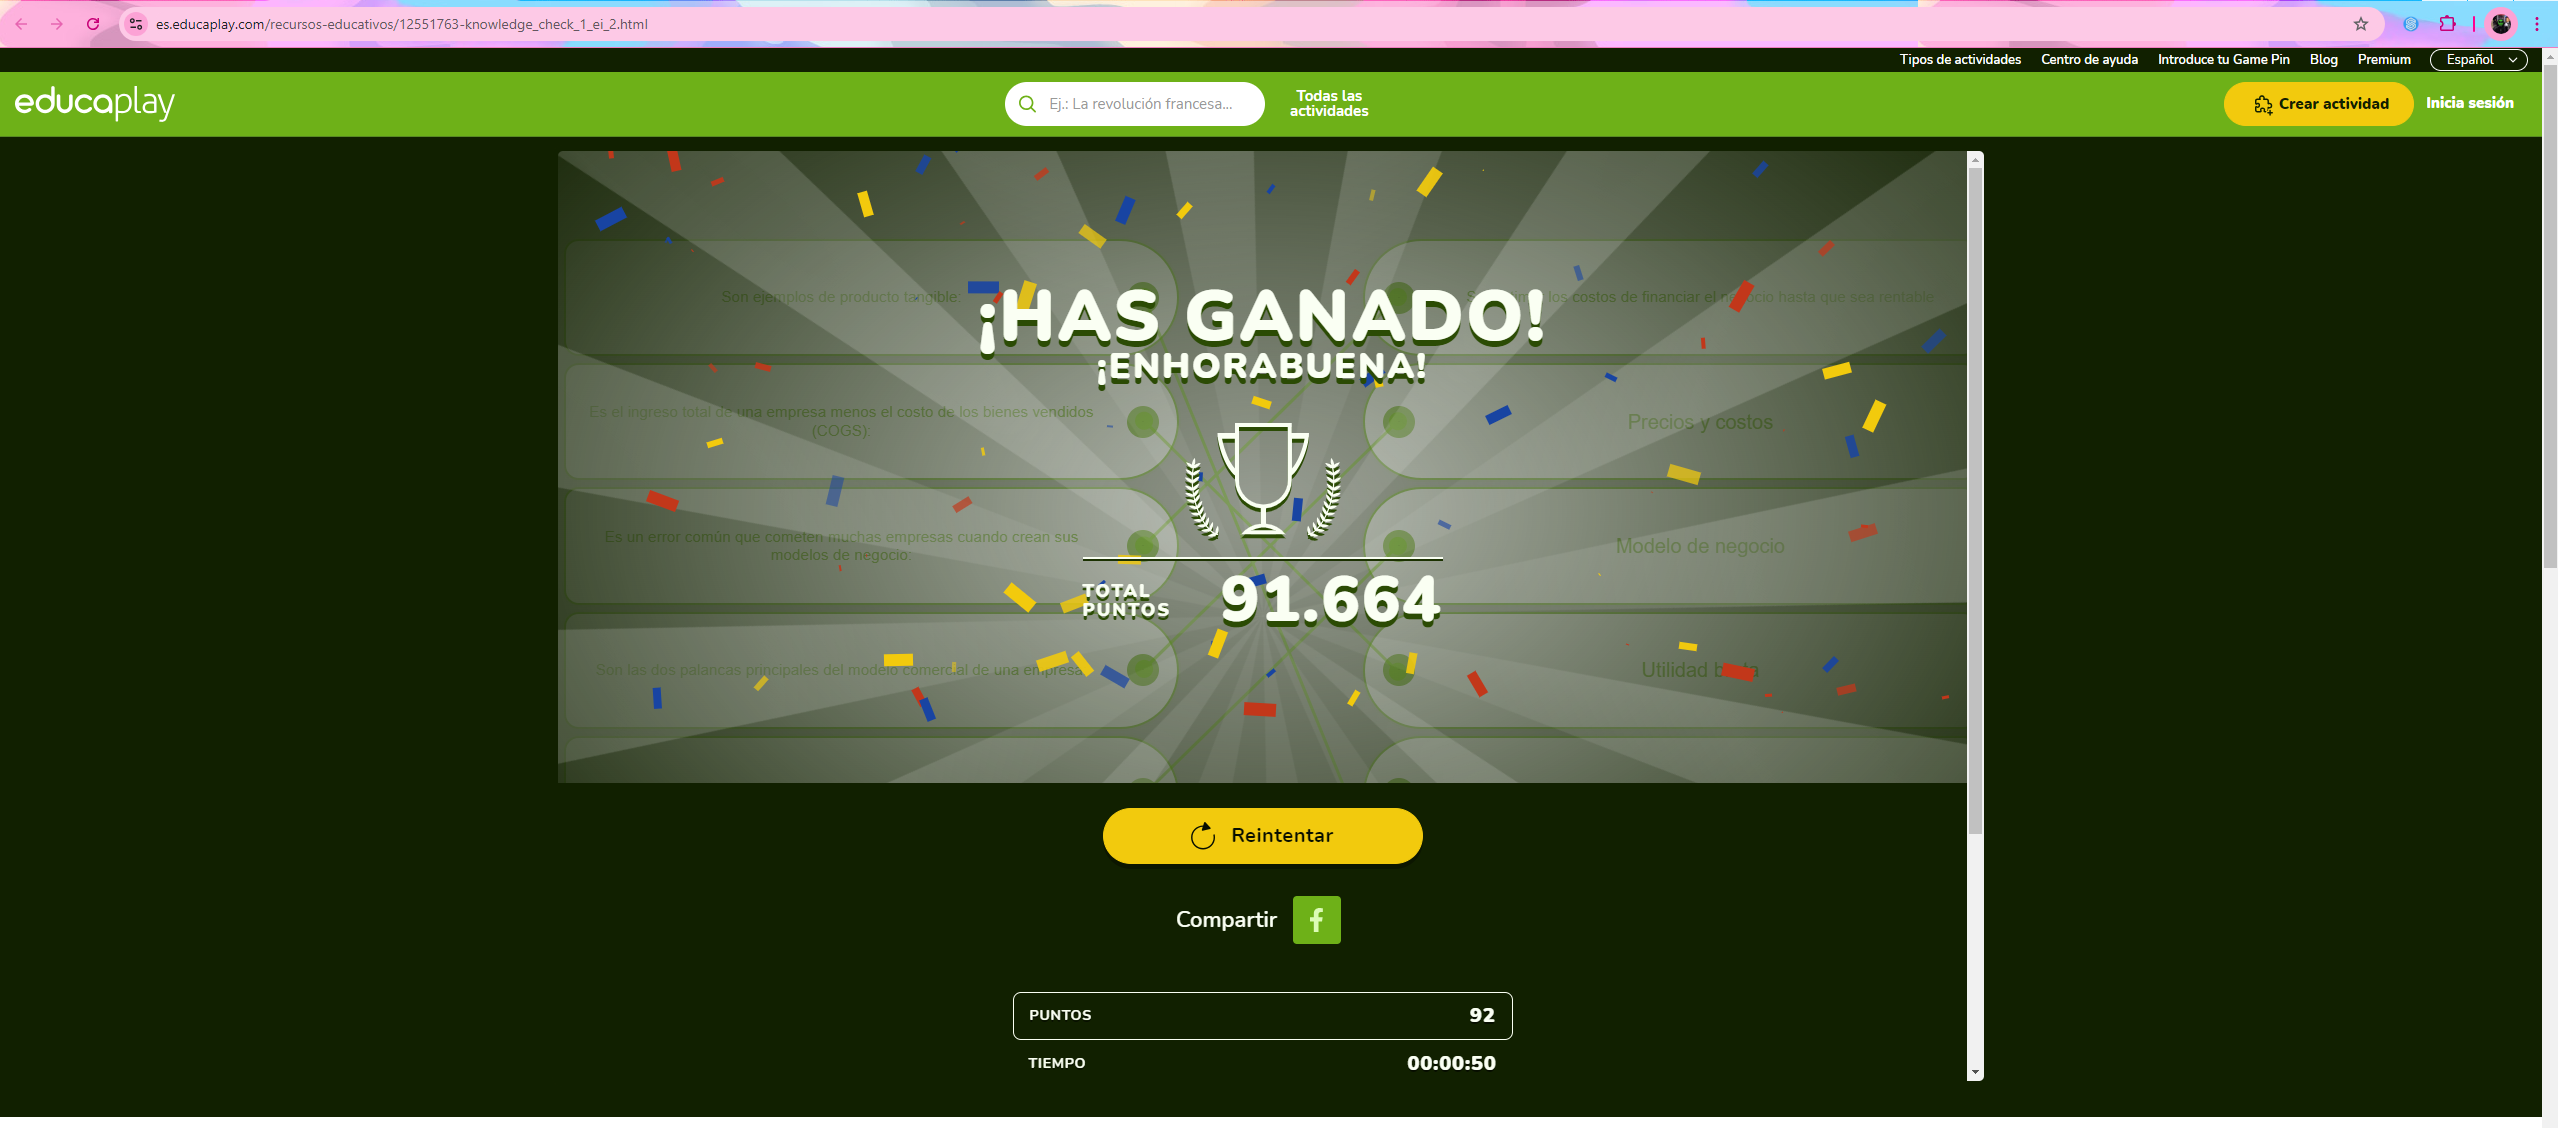 es.educaplay.com/recursos-educativos/12551763-knowledge_check_1_ei_2.html
Tipos de actividades
Centro de ayuda
Introduce tu Game Pin
Blog
Premium
Español
educaplay
Ej.: La revolución francesa...
Todas las
actividades
Crear actividad
Inicia sesión
Son ejemplos de producto tangible:
los costos de financiar el negocio hasta que sea rentable
¡HAS GANADO!
¡ENHORABUENA!
Es el ingreso total de una empresa menos el costo de los bienes vendidos
(COGS):
Precios y costos
Es un error común que cometen muchas empresas cuando crean sus
modelos de negocio:
Modelo de negocio
TOTAL
PUNTOS
91.664
Son las dos palancas principales del modelo comercial de una empresa
Utilidad bruta
Reintentar
Compartir
f
PUNTOS
92
TIEMPO
00:00:50